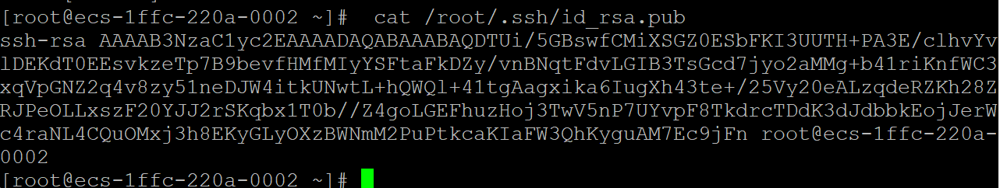 [root@ecs-1ffc-220a-0002 ~]#  cat /root/.ssh/id_rsa.pub
ssh-rsa AAAAB3NzaC1yc2EAAAADAQABAAABAQDTUi/5GBswfCMiXSGZ0ESbFKI3UUTH+PA3E/clhvYv
lDEKdT0EEsvkzeTp7B9bevfHMfMIyYSFtaFkDZy/vnBNqtFdvLGIB3TsGcd7jyo2aMMg+b41riKnfWC3
xqVpGNZ2q4v8zy51neDJW4itkUNwtL+hQWQl+41tgAagxika6IugXh43te+/25Vy20eALzqdeRZKh28Z
RJPeOLLxszF20YJJ2rSKqbx1T0b//Z4goLGEFhuzHoj3TwV5nP7UYvpF8TkdrcTDdK3dJdbbkEojJerW
c4raNL4CQuOMxj3h8EKyGLyOXzBWNmM2PuPtkcaKIaFW3QhKyguAM7Ec9jFn root@ecs-1ffc-220a-
0002
[root@ecs-1ffc-220a-0002 ~]#